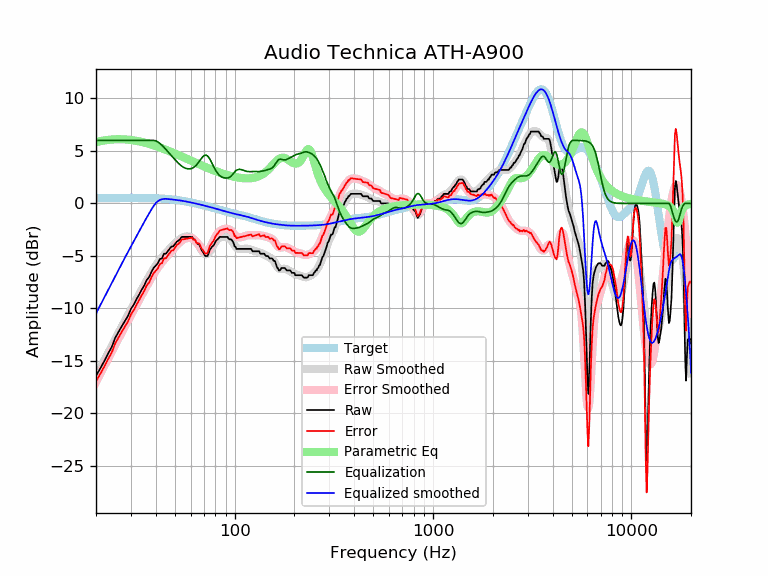 Audio Technica ATH-A900
10
5
0
−5
−10
−15
−20
−25
Amplitude (dBr)
Target
Raw Smoothed
Error Smoothed
Raw
Error
Parametric Eq
Equalization
Equalized smoothed
100
1000
10000
Frequency (Hz)